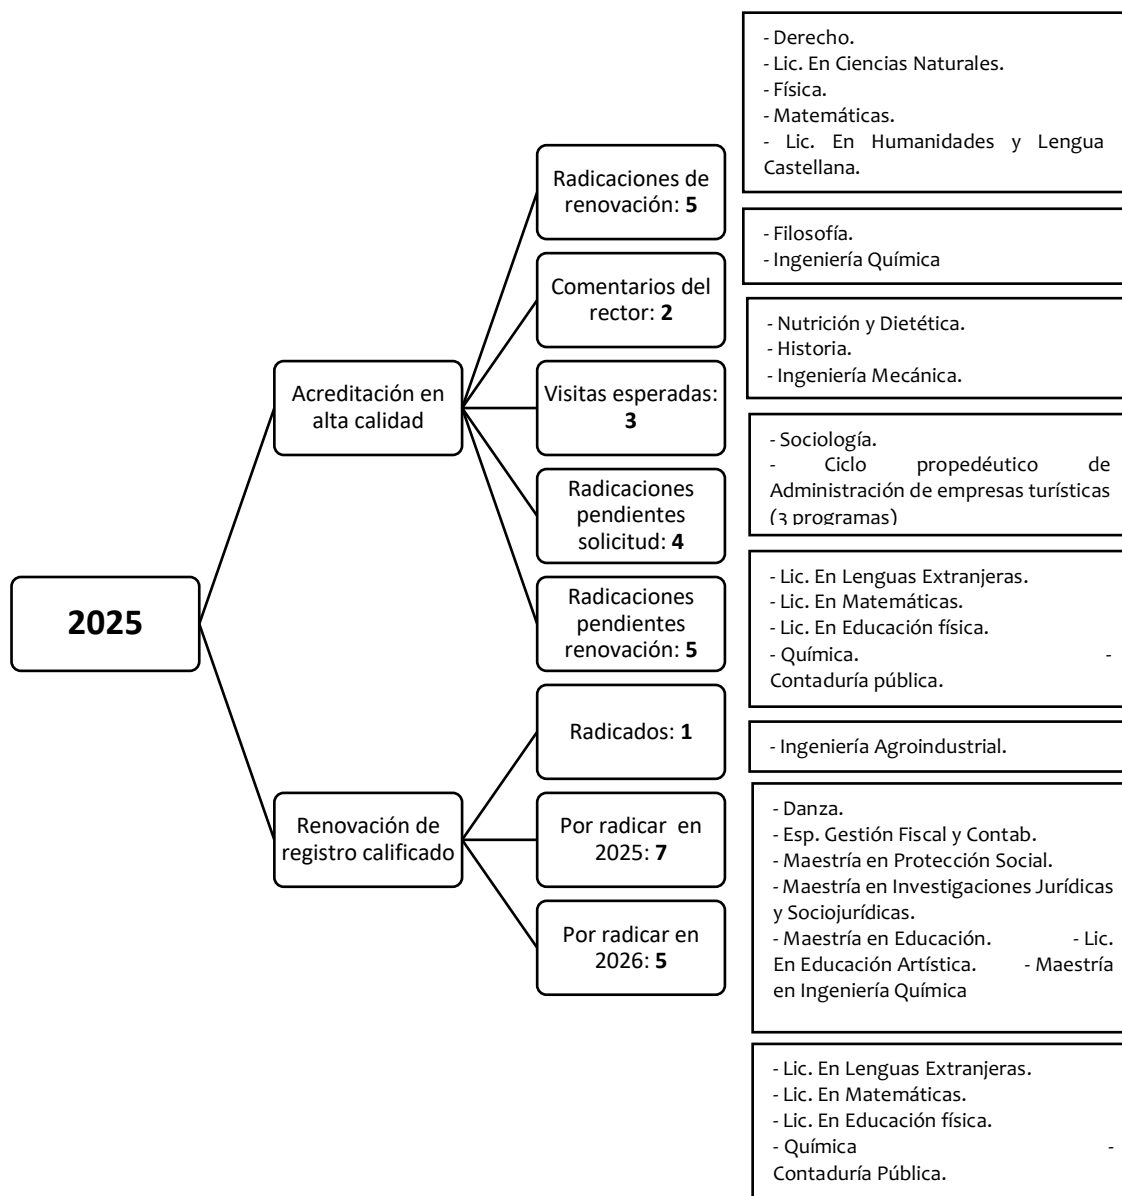 2025
Acreditación en
alta calidad
Radicaciones de
renovación: 5
- Derecho.
- Lic. En Ciencias Naturales.
- Física.
- Matemáticas.
- Lic. En Humanidades y Lengua
Castellana.
Comentarios del
rector: 2
- Filosofía.
- Ingeniería Química
Visitas esperadas:
3
- Nutrición y Dietética.
- Historia.
- Ingeniería Mecánica.
Radicaciones
pendientes
solicitud: 4
- Sociología.
- Ciclo propedéutico de
Administración de empresas turísticas
(3 programas)
Radicaciones
pendientes
renovación: 5
- Lic. En Lenguas Extranjeras.
- Lic. En Matemáticas.
- Lic. En Educación física.
- Química. -
Contaduría pública.
Renovación de
registro calificado
Radicados: 1
- Ingeniería Agroindustrial.
Por radicar en
2025: 7
- Danza.
- Esp. Gestión Fiscal y Contab.
- Maestría en Protección Social.
- Maestría en Investigaciones Jurídicas
y Sociojurídicas.
- Maestría en Educación. - Lic.
En Educación Artística. - Maestría
en Ingeniería Química
Por radicar en
2026: 5
- Lic. En Lenguas Extranjeras.
- Lic. En Matemáticas.
- Lic. En Educación física.
- Química -
Contaduría Pública.